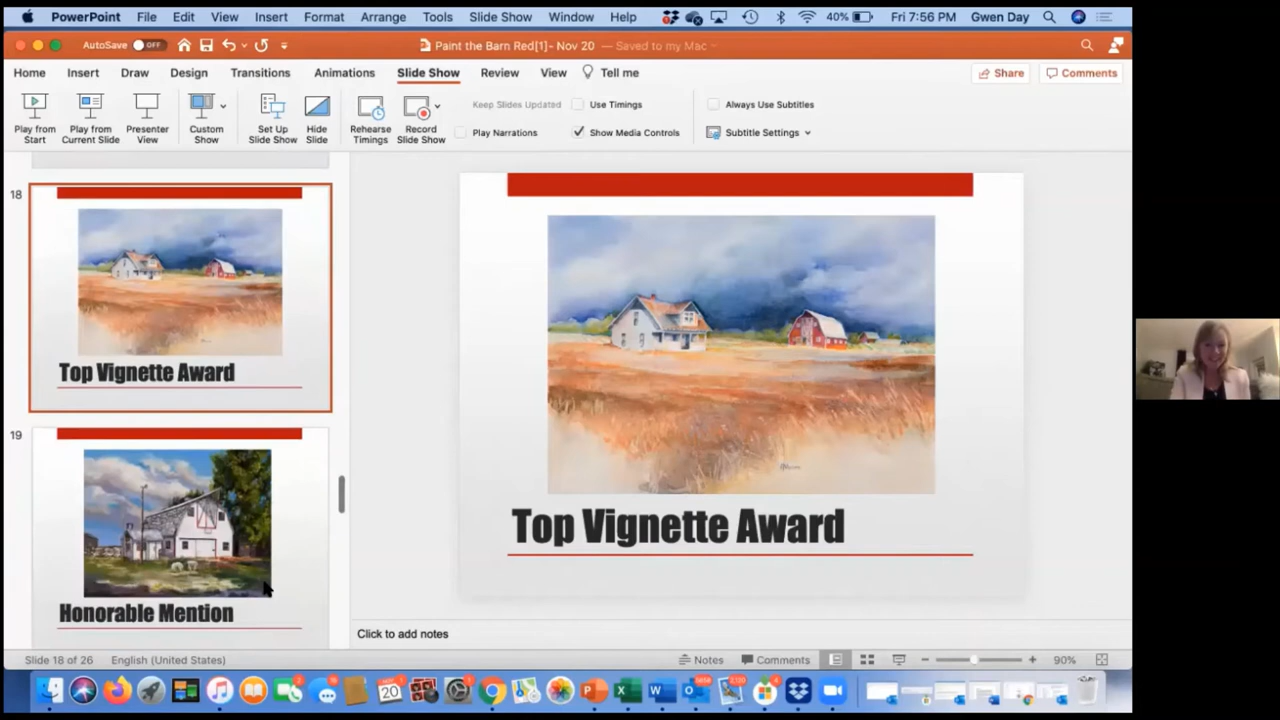 PowerPoint File Edit View Insert Format Arrange Tools Slide Show Window Help 40% Fri 7:56 PM Gwen Day
AutoSave OFF Paint the Barn Red[1]- Nov 20 — Saved to my Mac
Home Insert Draw Design Transitions Animations Slide Show Review View Tell me Share Comments
Play from Start
Play from Current Slide
Presenter View
Custom Show
Set Up Slide Show
Hide Slide
Rehearse Timings
Record Slide Show
Keep Slides Updated Use Timings
Play Narrations Show Media Controls
Always Use Subtitles
Subtitle Settings
18
Top Vignette Award
19
Honorable Mention
Top Vignette Award
Click to add notes
Slide 18 of 26 English (United States) Notes Comments 90%
NOV
20